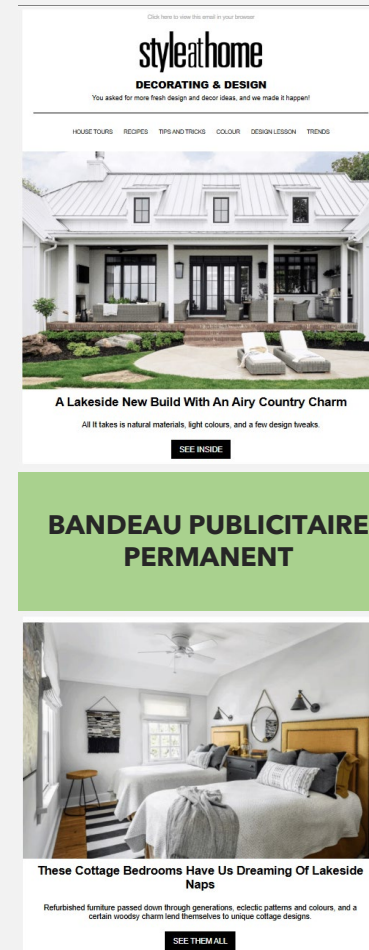 Click here to view this email in your browser
styleathome
DECORATING & DESIGN
You asked for more fresh design and decor ideas, and we made it happen!
HOUSE TOURS RECIPES TIPS AND TRICKS COLOUR DESIGN LESSON TRENDS
A Lakeside New Build With An Airy Country Charm
All It takes is natural materials, light colours, and a few design tweaks.
SEE INSIDE
BANDEAU PUBLICITAIRE
PERMANENT
These Cottage Bedrooms Have Us Dreaming Of Lakeside
Naps
Refurbished furniture passed down through generations, eclectic patterns and colours, and a
certain woodsy charm lend themselves to unique cottage designs.
SEE THEM ALL